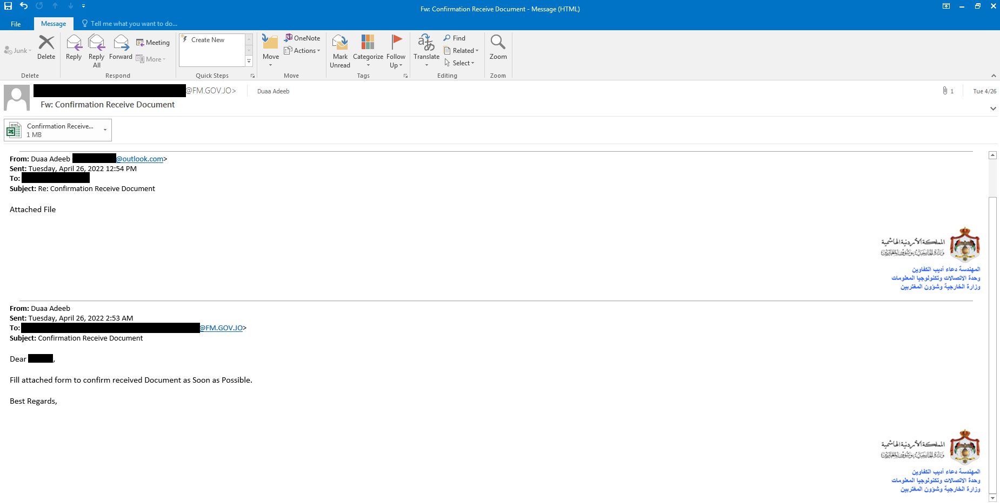 Fw: Confirmation Receive Document - Message (HTML)
File
Message
Tell me what you want to do...
Junk
Delete
Reply
Reply All
Forward
Meeting
More
Create New
Move
OneNote
Actions
Mark Unread
Categorize
Follow Up
Translate
Find
Related
Select
Zoom
Delete
Respond
Quick Steps
Move
Tags
Editing
Zoom
@FM.GOV.JO>
Duaa Adeeb
1
Tue 4/26
Fw: Confirmation Receive Document
Confirmation Receive...
1 MB
From: Duaa Adeeb @outlook.com>
Sent: Tuesday, April 26, 2022 12:54 PM
To:
Subject: Re: Confirmation Receive Document
Attached File
المملكة الأردنية الهاشمية
وزارة الخارجية وشؤون المغتربين
المهندسة دعاء أديب الكفاوين
وحدة الاتصالات وتكنولوجيا المعلومات
وزارة الخارجية وشؤون المغتربين
From: Duaa Adeeb
Sent: Tuesday, April 26, 2022 2:53 AM
To: @FM.GOV.JO>
Subject: Confirmation Receive Document
Dear ,
Fill attached form to confirm received Document as Soon as Possible.
Best Regards,
المملكة الأردنية الهاشمية
وزارة الخارجية وشؤون المغتربين
المهندسة دعاء أديب الكفاوين
وحدة الاتصالات وتكنولوجيا المعلومات
وزارة الخارجية وشؤون المغتربين